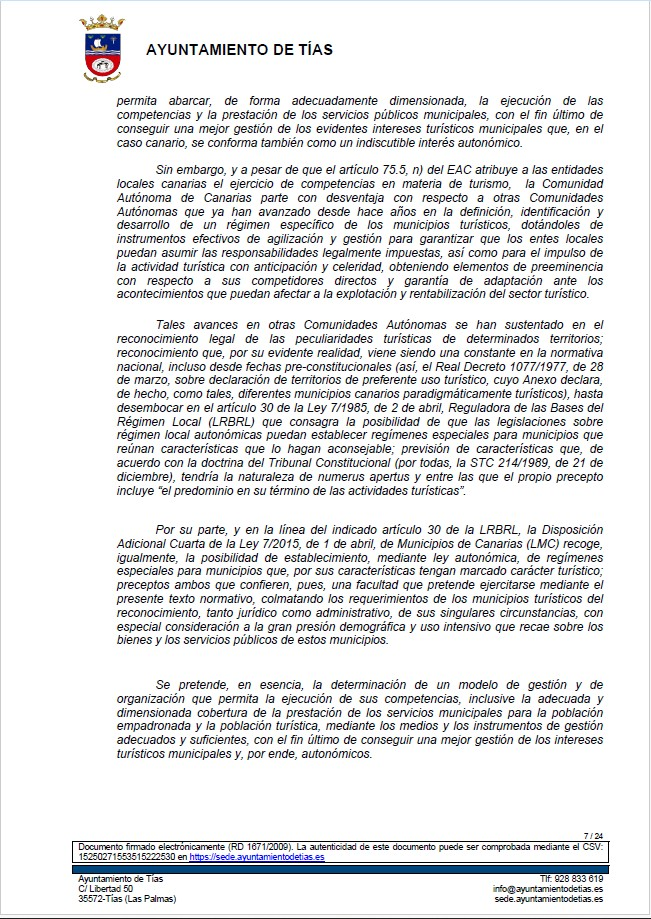 AYUNTAMIENTO DE TÍAS
permita abarcar, de forma adecuadamente dimensionada, la ejecución de las
competencias y la prestación de los servicios públicos municipales, con el fin último de
conseguir una mejor gestión de los evidentes intereses turísticos municipales que, en el
caso canario, se conforma también como un indiscutible interés autonómico.
Sin embargo, y a pesar de que el artículo 75.5, n) del EAC atribuye a las entidades
locales canarias el ejercicio de competencias en materia de turismo, la Comunidad
Autónoma de Canarias parte con desventaja con respecto a otras Comunidades
Autónomas que ya han avanzado desde hace años en la definición, identificación y
desarrollo de un régimen específico de los municipios turísticos, dotándoles de
instrumentos efectivos de agilización y gestión para garantizar que los entes locales
puedan asumir las responsabilidades legalmente impuestas, así como para el impulso de
la actividad turística con anticipación y celeridad, obteniendo elementos de preeminencia
con respecto a sus competidores directos y garantía de adaptación ante los
acontecimientos que puedan afectar a la explotación y rentabilización del sector turístico.
Tales avances en otras Comunidades Autónomas se han sustentado en el
reconocimiento legal de las peculiaridades turísticas de determinados territorios;
reconocimiento que, por su evidente realidad, viene siendo una constante en la normativa
nacional, incluso desde fechas pre-constitucionales (así, el Real Decreto 1077/1977, de 28
de marzo, sobre declaración de territorios de preferente uso turístico, cuyo Anexo declara,
de hecho, como tales, diferentes municipios canarios paradigmáticamente turísticos), hasta
desembocar en el artículo 30 de la Ley 7/1985, de 2 de abril, Reguladora de las Bases del
Régimen Local (LRBRL) que consagra la posibilidad de que las legislaciones sobre
régimen local autonómicas puedan establecer regímenes especiales para municipios que
reúnan características que lo hagan aconsejable; previsión de características que, de
acuerdo con la doctrina del Tribunal Constitucional (por todas, la STC 214/1989, de 21 de
diciembre), tendría la naturaleza de numerus apertus y entre las que el propio precepto
incluye “el predominio en su término de las actividades turísticas”.
Por su parte, y en la línea del indicado artículo 30 de la LRBRL, la Disposición
Adicional Cuarta de la Ley 7/2015, de 1 de abril, de Municipios de Canarias (LMC) recoge,
igualmente, la posibilidad de establecimiento, mediante ley autonómica, de regímenes
especiales para municipios que, por sus características tengan marcado carácter turístico;
preceptos ambos que confieren, pues, una facultad que pretende ejercitarse mediante el
presente texto normativo, colmatando los requerimientos de los municipios turísticos del
reconocimiento, tanto jurídico como administrativo, de sus singulares circunstancias, con
especial consideración a la gran presión demográfica y uso intensivo que recae sobre los
bienes y los servicios públicos de estos municipios.
Se pretende, en esencia, la determinación de un modelo de gestión y de
organización que permita la ejecución de sus competencias, inclusive la adecuada y
dimensionada cobertura de la prestación de los servicios municipales para la población
empadronada y la población turística, mediante los medios y los instrumentos de gestión
adecuados y suficientes, con el fin último de conseguir una mejor gestión de los intereses
turísticos municipales y, por ende, autonómicos.
7 / 24
Documento firmado electrónicamente (RD 1671/2009). La autenticidad de este documento puede ser comprobada mediante el CSV:
15250271553515222530 en https://sede.ayuntamientodetias.es
Ayuntamiento de Tías
C/ Libertad 50
35572-Tías (Las Palmas)
Tlf: 928 833 619
info@ayuntamientodetias.es
sede.ayuntamientodetias.es